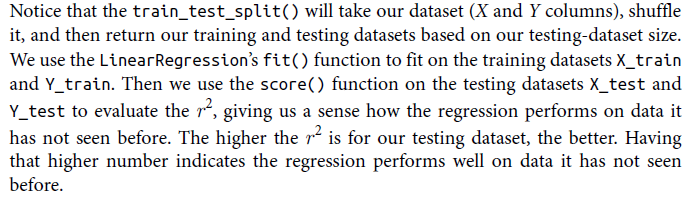 Notice that the train_test_split() will take our dataset (X and Y columns), shuffle
it, and then return our training and testing datasets based on our testing-dataset size.
We use the LinearRegression’s fit() function to fit on the training datasets X_train
and Y_train. Then we use the score() function on the testing datasets X_test and
Y_test to evaluate the r², giving us a sense how the regression performs on data it
has not seen before. The higher the r² is for our testing dataset, the better. Having
that higher number indicates the regression performs well on data it has not seen
before.